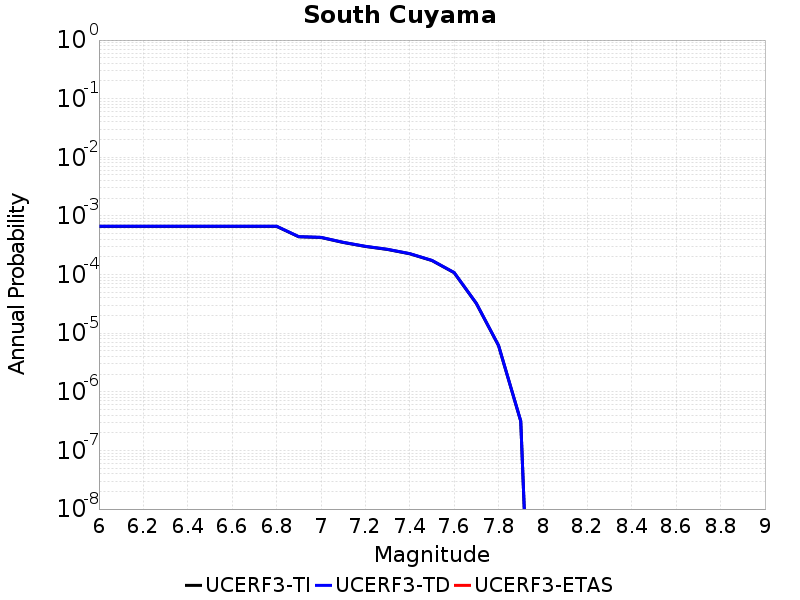 South Cuyama
10^0
10^-1
10^-2
10^-3
10^-4
10^-5
10^-6
10^-7
10^-8
Annual Probability
6 6.2 6.4 6.6 6.8 7 7.2 7.4 7.6 7.8 8 8.2 8.4 8.6 8.8 9
Magnitude
UCERF3-TI UCERF3-TD UCERF3-ETAS